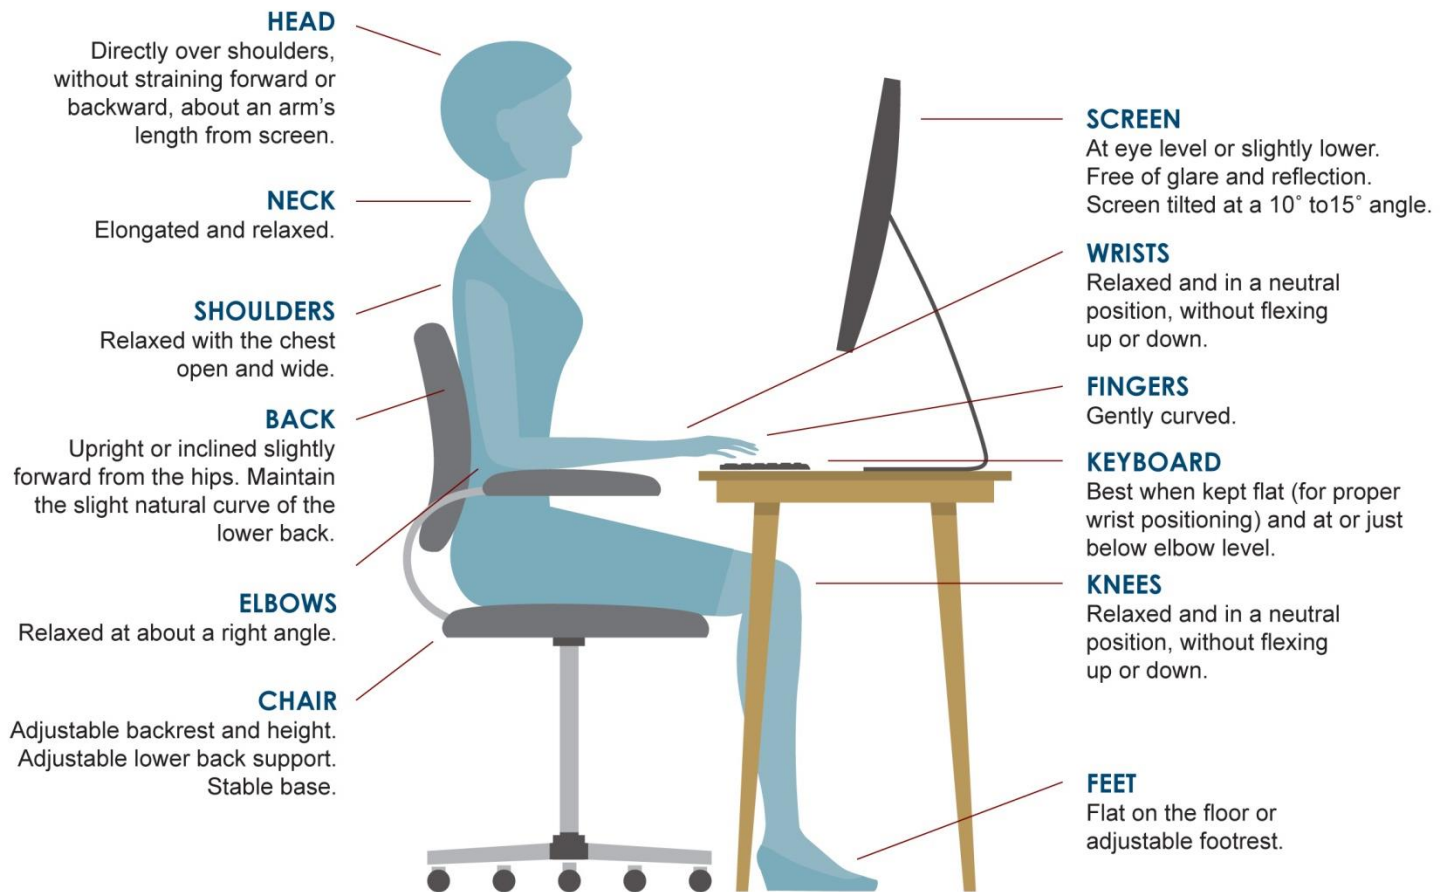 HEAD
Directly over shoulders,
without straining forward or
backward, about an arm’s
length from screen.
NECK
Elongated and relaxed.
SHOULDERS
Relaxed with the chest
open and wide.
BACK
Upright or inclined slightly
forward from the hips. Maintain
the slight natural curve of the
lower back.
ELBOWS
Relaxed at about a right angle.
CHAIR
Adjustable backrest and height.
Adjustable lower back support.
Stable base.
SCREEN
At eye level or slightly lower.
Free of glare and reflection.
Screen tilted at a 10˚ to15˚ angle.
WRISTS
Relaxed and in a neutral
position, without flexing
up or down.
FINGERS
Gently curved.
KEYBOARD
Best when kept flat (for proper
wrist positioning) and at or just
below elbow level.
KNEES
Relaxed and in a neutral
position, without flexing
up or down.
FEET
Flat on the floor or
adjustable footrest.